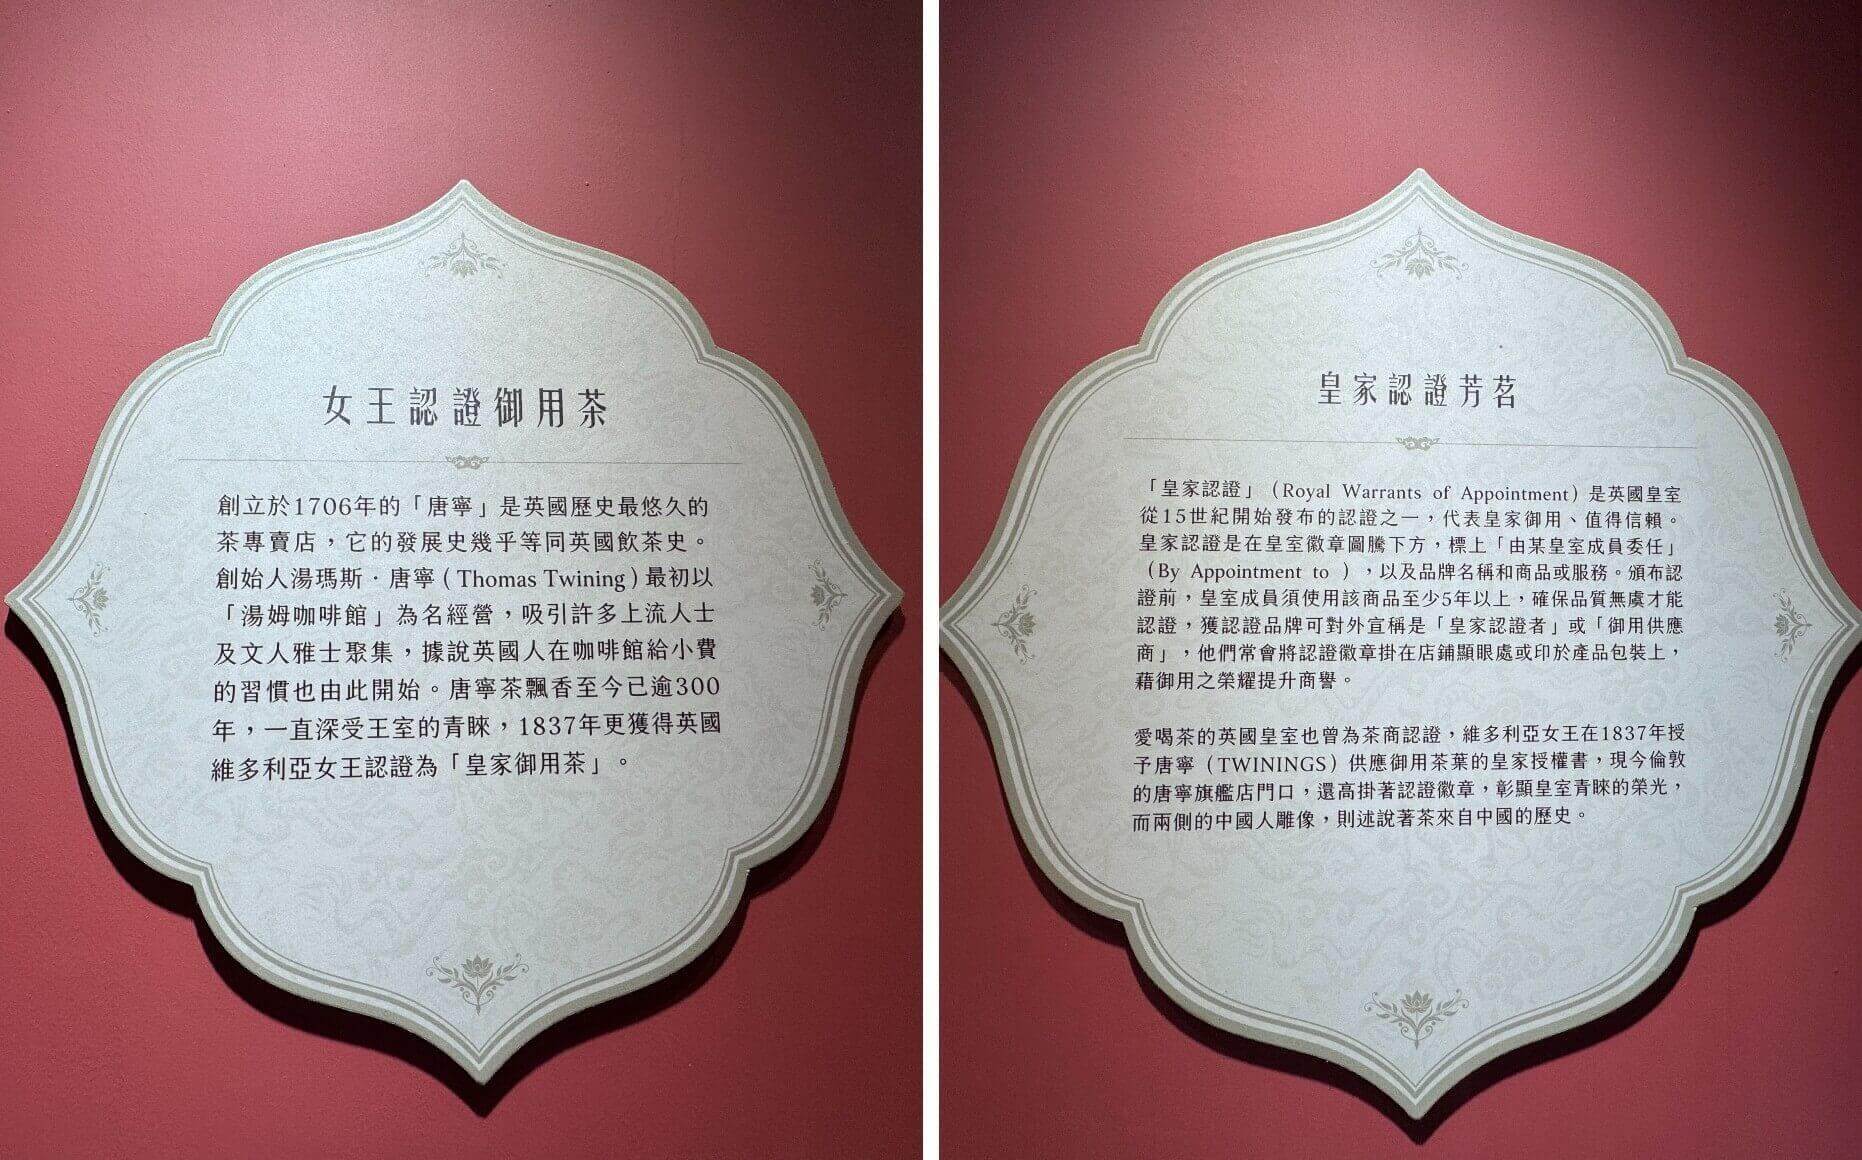 女王認證御用茶
創立於1706年的「唐寧」是英國歷史最悠久的
茶專賣店，它的發展史幾乎等同英國飲茶史。
創始人湯瑪斯．唐寧（Thomas Twining）最初以
「湯姆咖啡館」為名經營，吸引許多上流人士
及文人雅士聚集，據說英國人在咖啡館給小費
的習慣也由此開始。唐寧茶飄香至今已逾300
年，一直深受王室的青睞，1837年更獲得英國
維多利亞女王認證為「皇家御用茶」。
皇家認證芳茗
「皇家認證」（Royal Warrants of Appointment）是英國皇室
從15世紀開始發布的認證之一，代表皇家御用、值得信賴。
皇家認證是在皇室徽章圖騰下方，標上「由某皇室成員委任」
（By Appointment to ），以及品牌名稱和商品或服務。頒布認
證前，皇室成員須使用該商品至少5年以上，確保品質無虞才能
認證，獲認證品牌可對外宣稱是「皇家認證者」或「御用供應
商」，他們常會將認證徽章掛在店鋪顯眼處或印於產品包裝上，
藉御用之榮耀提升商譽。
愛喝茶的英國皇室也曾為茶商認證，維多利亞女王在1837年授
予唐寧（TWININGS）供應御用茶葉的皇家授權書，現今倫敦
的唐寧旗艦店門口，還高掛著認證徽章，彰顯皇室青睞的榮光，
而兩側的中國人雕像，則述說著茶來自中國的歷史。